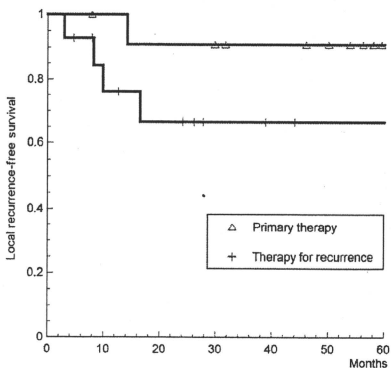 Local recurrence-free survival
1
0.8
0.6
0.4
0.2
0
Primary therapy
Therapy for recurrence
0 10 20 30 40 50 60
Months